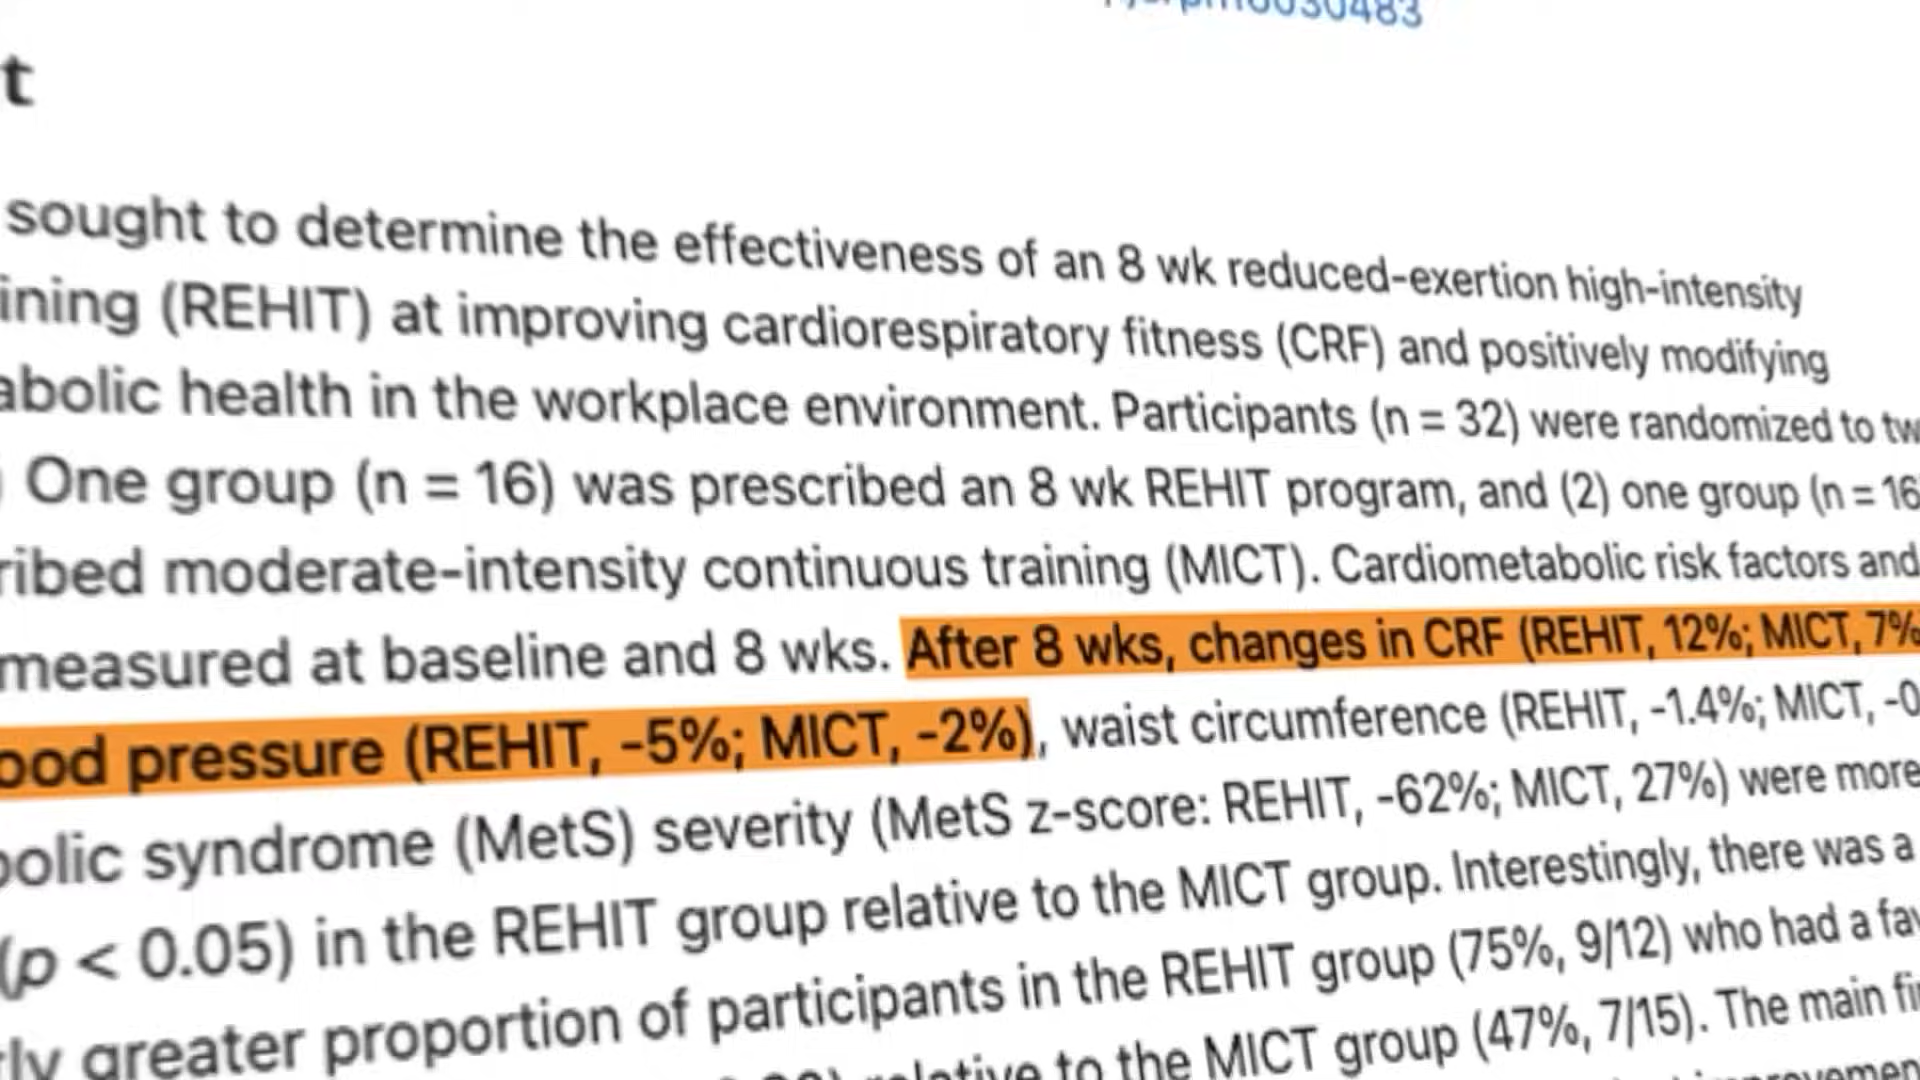 t
sought to determine the effectiveness of an 8 wk reduced-exertion high-intensity
ining (REHIT) at improving cardiorespiratory fitness (CRF) and positively modifying
abolic health in the workplace environment. Participants (n = 32) were randomized to tw
One group (n = 16) was prescribed an 8 wk REHIT program, and (2) one group (n = 16
ribed moderate-intensity continuous training (MICT). Cardiometabolic risk factors and
measured at baseline and 8 wks. After 8 wks, changes in CRF (REHIT, 12%; MICT, 7%
ood pressure (REHIT, -5%; MICT, -2%), waist circumference (REHIT, -1.4%; MICT, -0
bolic syndrome (MetS) severity (MetS z-score: REHIT, -62%; MICT, 27%) were more
(p < 0.05) in the REHIT group relative to the MICT group. Interestingly, there was a
rly greater proportion of participants in the REHIT group (75%, 9/12) who had a fav
relative to the MICT group (47%, 7/15). The main fi